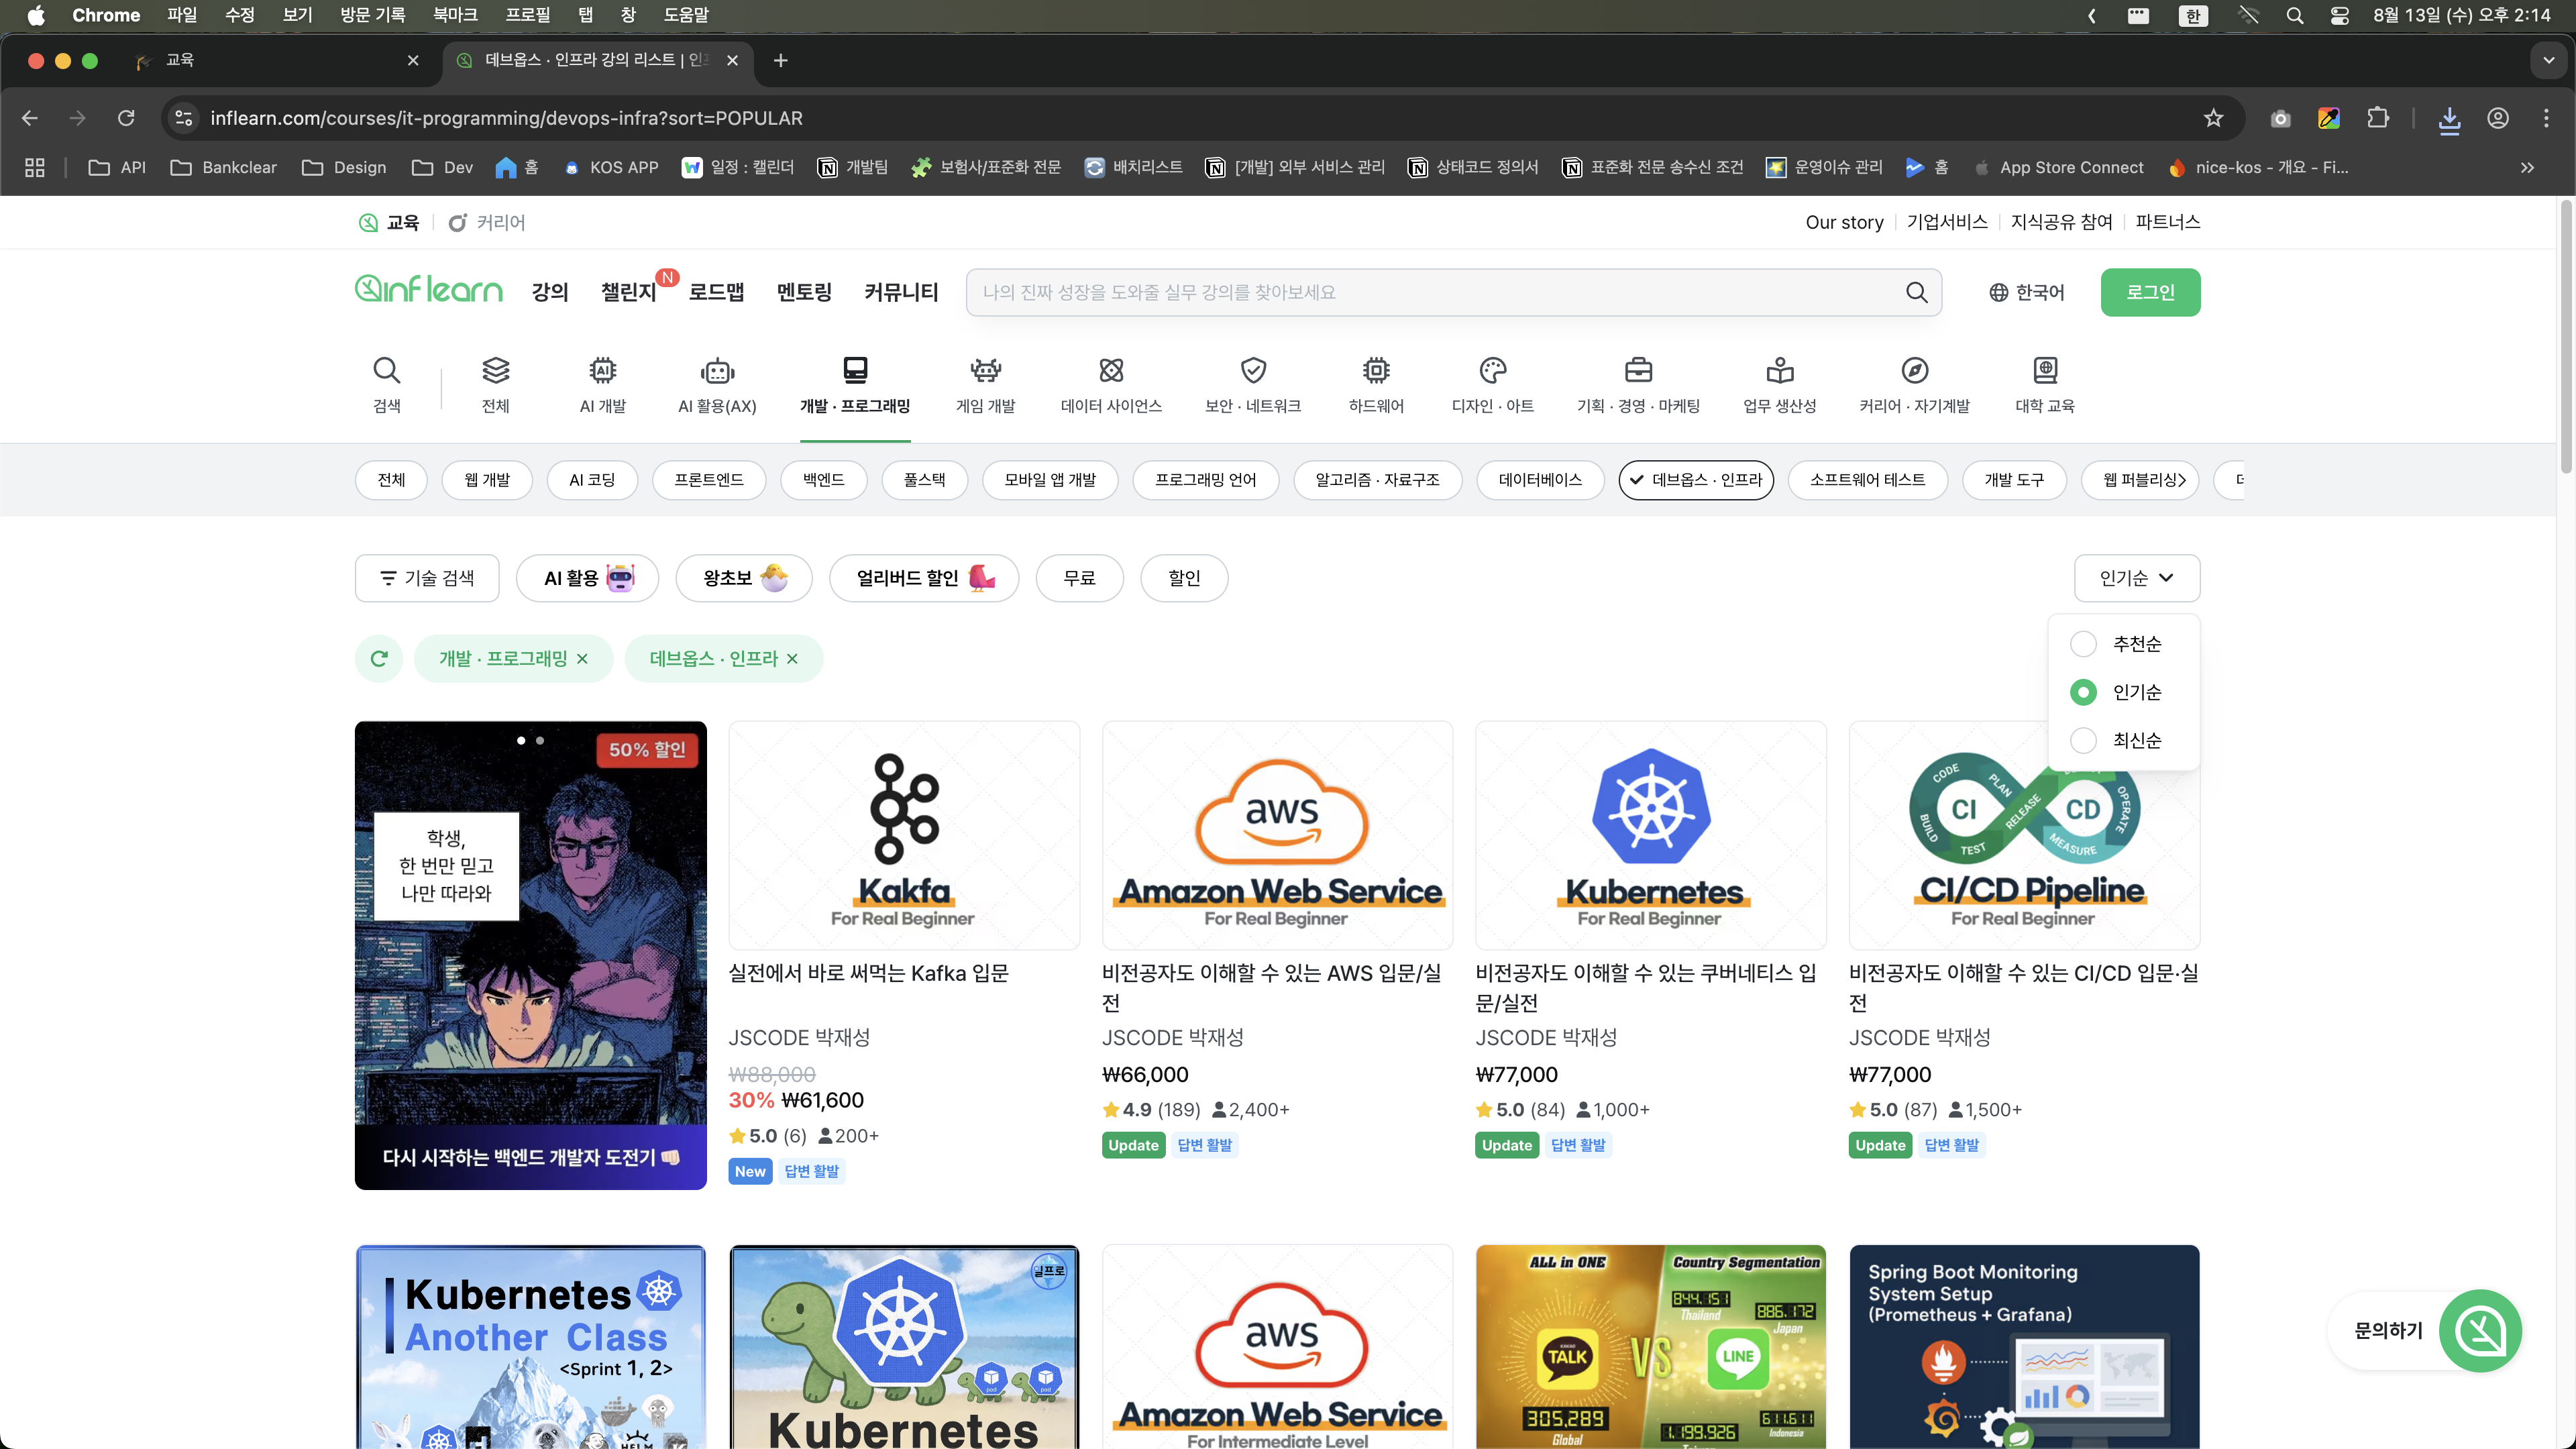 Chrome 파일 수정 보기 방문 기록 북마크 프로필 탭 창 도움말 한 8월 13일 (수) 오후 2:14
교육 데브옵스 · 인프라 강의 리스트 | 인
inflearn.com/courses/it-programming/devops-infra?sort=POPULAR
API Bankclear Design Dev 홈 KOS APP 일정 : 캘린더 개발팀 보험사/표준화 전문 배치리스트 [개발] 외부 서비스 관리 상태코드 정의서 표준화 전문 송수신 조건 운영이슈 관리 홈 App Store Connect nice-kos - 개요 - Fi...
교육 커리어 Our story 기업서비스 지식공유 참여 파트너스
inflearn 강의 챌린지 N 로드맵 멘토링 커뮤니티 나의 진짜 성장을 도와줄 실무 강의를 찾아보세요 한국어 로그인
AI
검색 전체 AI 개발 AI 활용(AX) 개발 · 프로그래밍 게임 개발 데이터 사이언스 보안 · 네트워크 하드웨어 디자인 · 아트 기획 · 경영 · 마케팅 업무 생산성 커리어 · 자기계발 대학 교육
전체 웹 개발 AI 코딩 프론트엔드 백엔드 풀스택 모바일 앱 개발 프로그래밍 언어 알고리즘 · 자료구조 데이터베이스 데브옵스 · 인프라 소프트웨어 테스트 개발 도구 웹 퍼블리싱
기술 검색 AI 활용 왕초보 얼리버드 할인 무료 할인 인기순
추천순
인기순
최신순
개발 · 프로그래밍 데브옵스 · 인프라
50% 할인
학생,
한 번만 믿고
나만 따라와
다시 시작하는 백엔드 개발자 도전기
Kakfa
For Real Beginner
실전에서 바로 써먹는 Kafka 입문
JSCODE 박재성
₩88,000
30% ₩61,600
5.0 (6) 200+
New 답변 활발
aws
Amazon Web Service
For Real Beginner
비전공자도 이해할 수 있는 AWS 입문/실
전
JSCODE 박재성
₩66,000
4.9 (189) 2,400+
Update 답변 활발
Kubernetes
For Real Beginner
비전공자도 이해할 수 있는 쿠버네티스 입
문/실전
JSCODE 박재성
₩77,000
5.0 (84) 1,000+
Update 답변 활발
CODE PLAN RELEASE OPERATE
CI CD
BUILD TEST MEASURE
CI/CD Pipeline
For Real Beginner
비전공자도 이해할 수 있는 CI/CD 입문·실
전
JSCODE 박재성
₩77,000
5.0 (87) 1,500+
Update 답변 활발
Kubernetes
Another Class
<Sprint 1, 2>
HELM
일프로
pod pod
Kubernetes
aws
Amazon Web Service
For Intermediate Level
ALL in ONE Country Segmentation
844,151
Thailand
886,172
Japan
TALK VS LINE
305,289
Global
1,199,926
611,611
Indonesia
Spring Boot Monitoring
System Setup
(Prometheus + Grafana)
문의하기